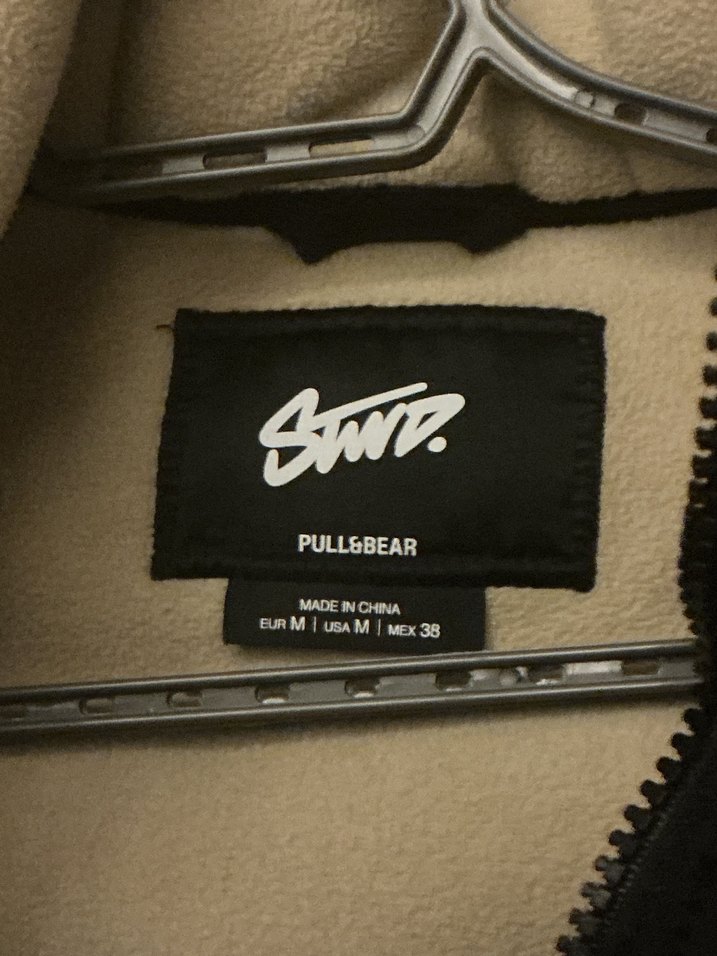 STWD.
PULL&BEAR
MADE IN CHINA
EUR M | USA M | MEX 38